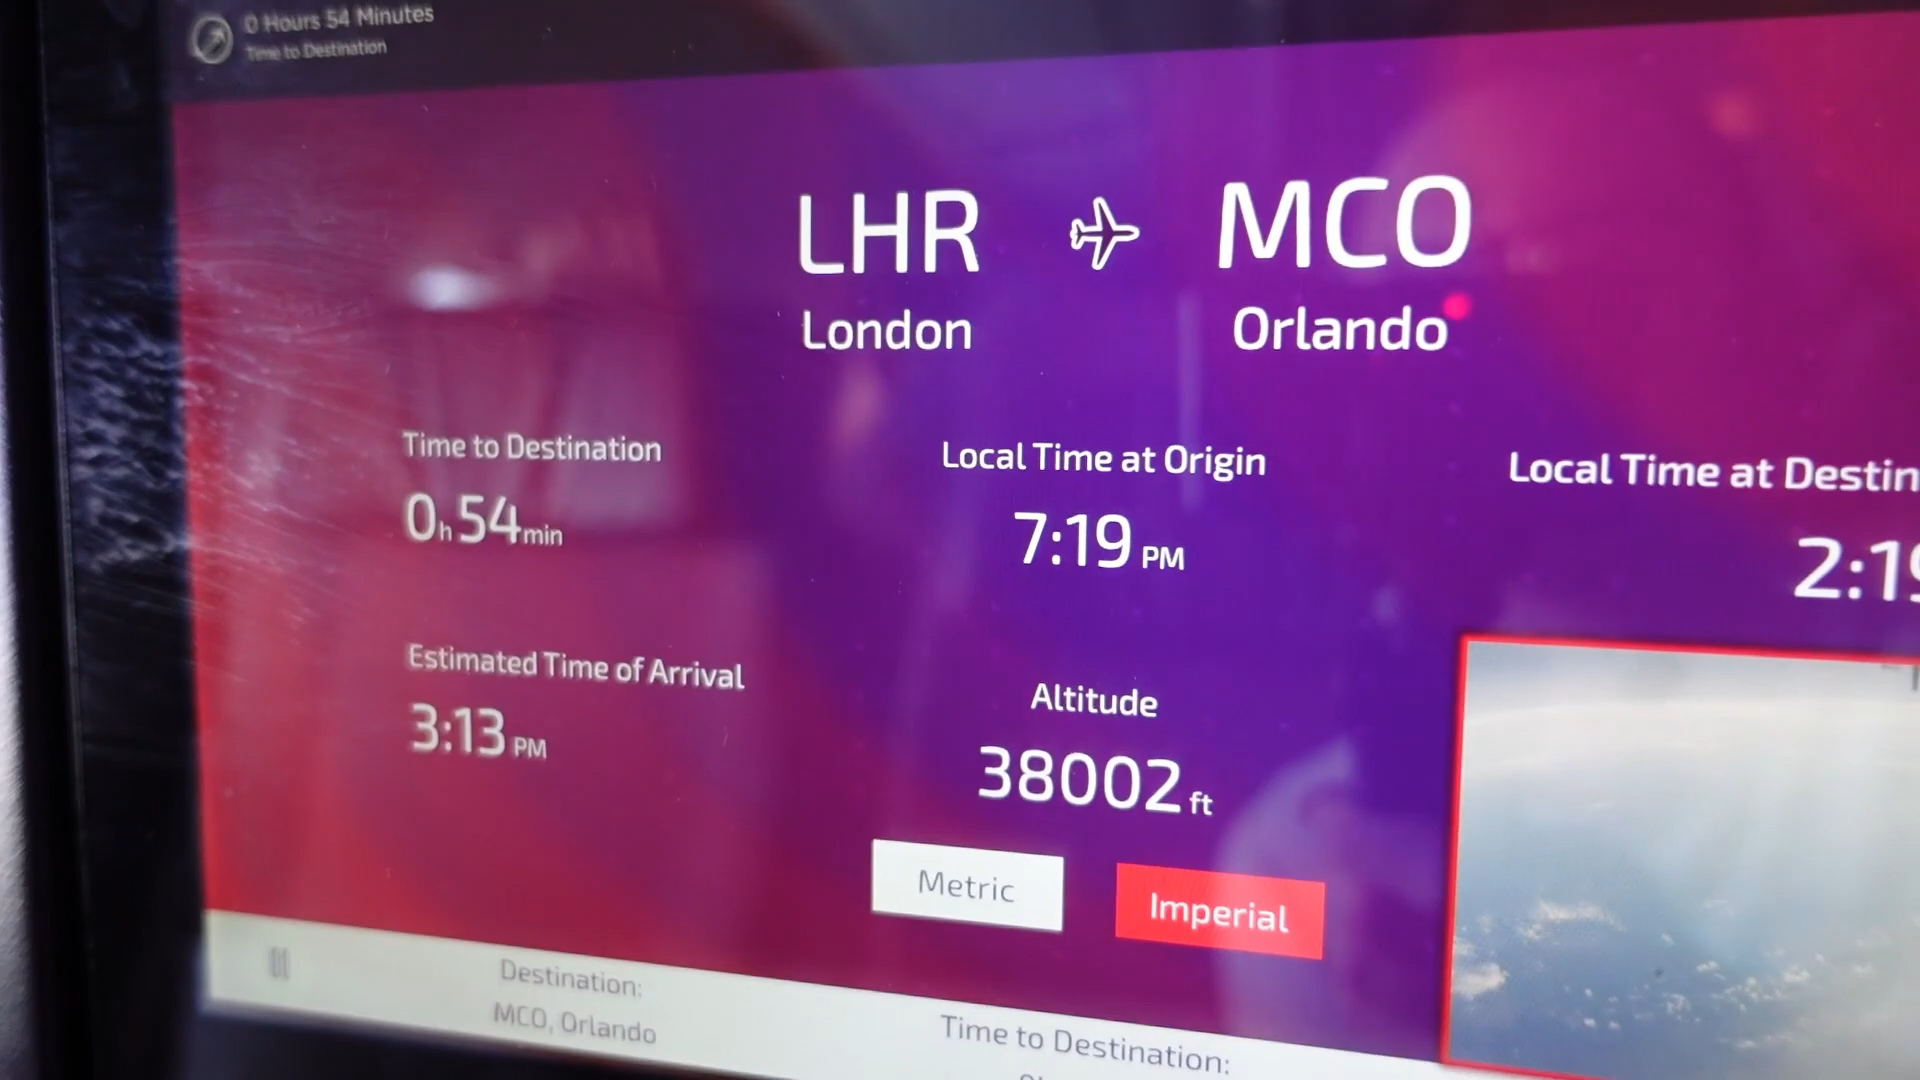 0 Hours 54 Minutes
Time to Destination
LHR MCO
London Orlando
Time to Destination
0h 54min
Local Time at Origin
7:19 PM
Local Time at Destin
2:19
Estimated Time of Arrival
3:13 PM
Altitude
38002 ft
Metric
Imperial
Destination:
MCO, Orlando
Time to Destination: